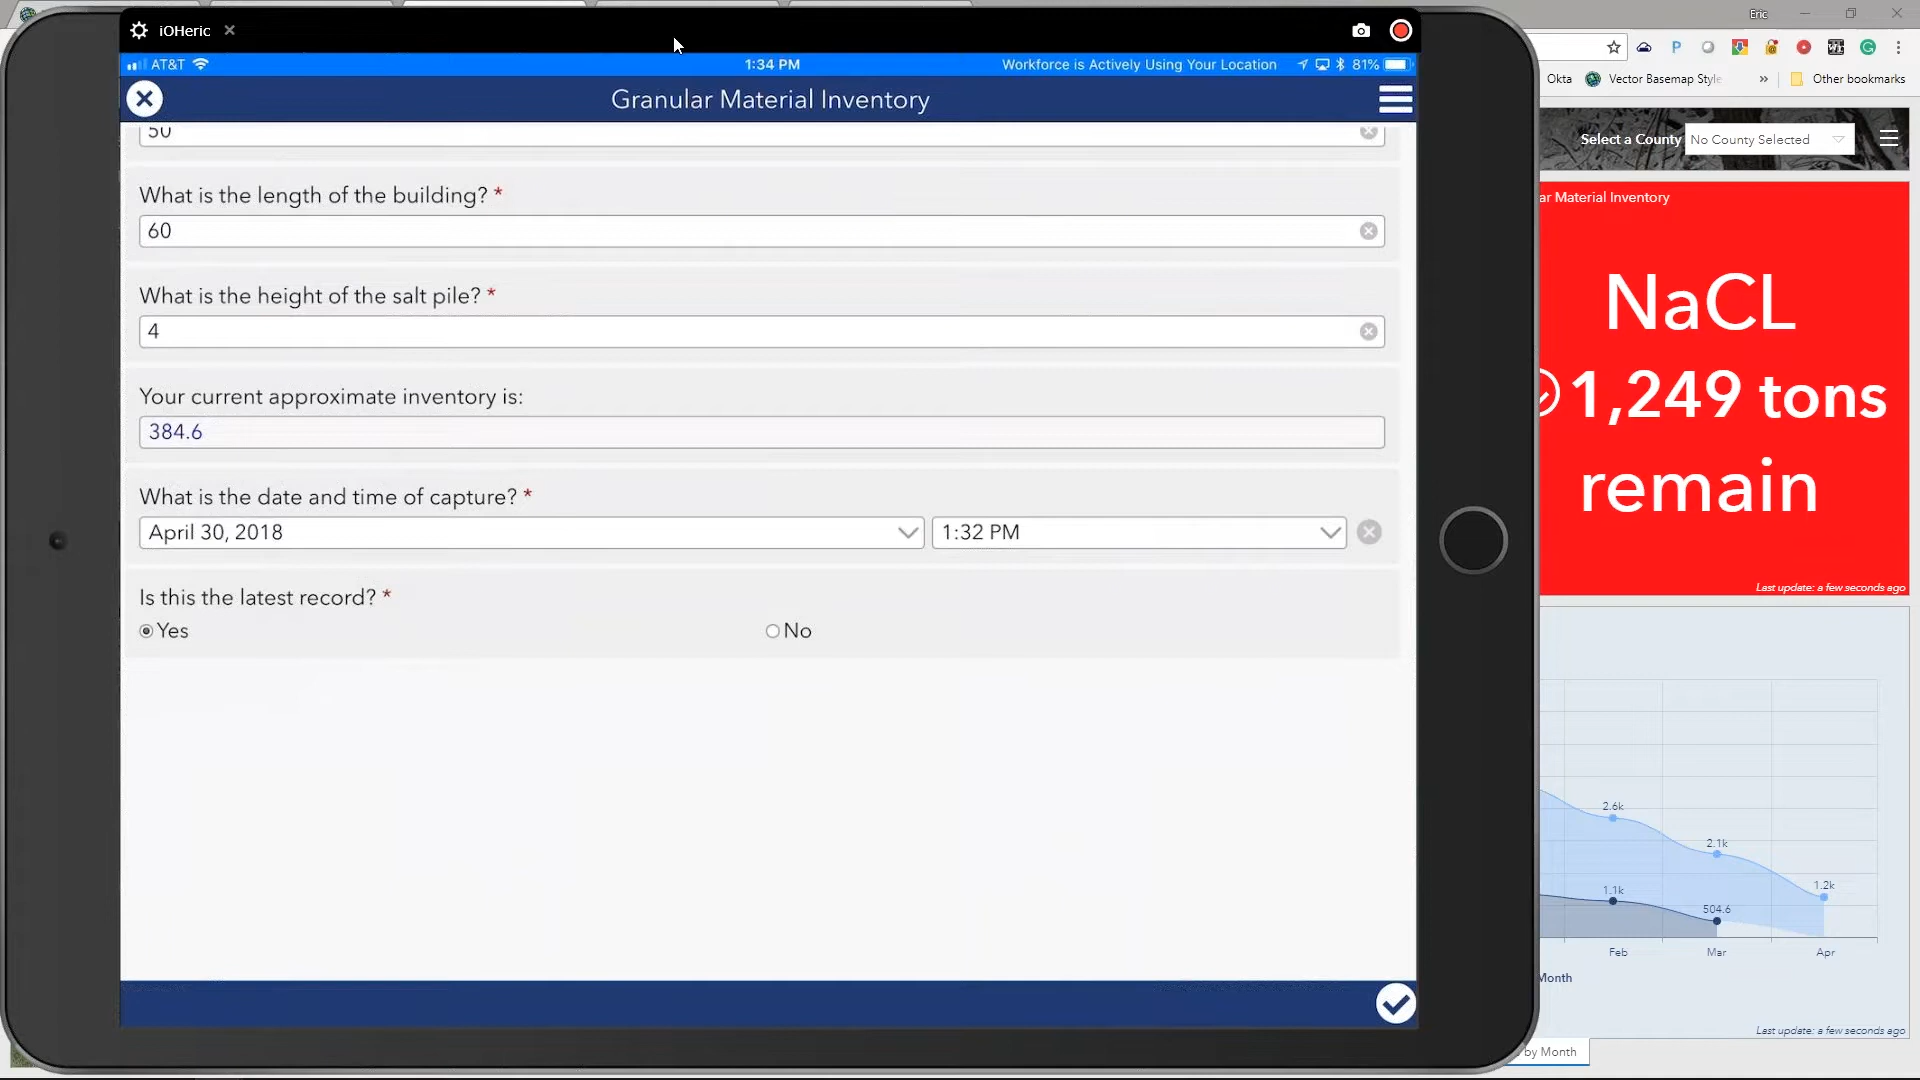 iOHeric
Eric
AT&T
1:34 PM
Workforce is Actively Using Your Location
81%
Okta
Vector Basemap Style
»
Other bookmarks
Granular Material Inventory
Select a County
No County Selected
50
ar Material Inventory
What is the length of the building? *
60
What is the height of the salt pile? *
4
Your current approximate inventory is:
384.6
What is the date and time of capture? *
April 30, 2018
1:32 PM
Is this the latest record? *
Yes
No
NaCL
1,249 tons
remain
Last update: a few seconds ago
2.6k
2.1k
1.2k
1.1k
504.6
Feb
Mar
Apr
Month
Last update: a few seconds ago
by Month